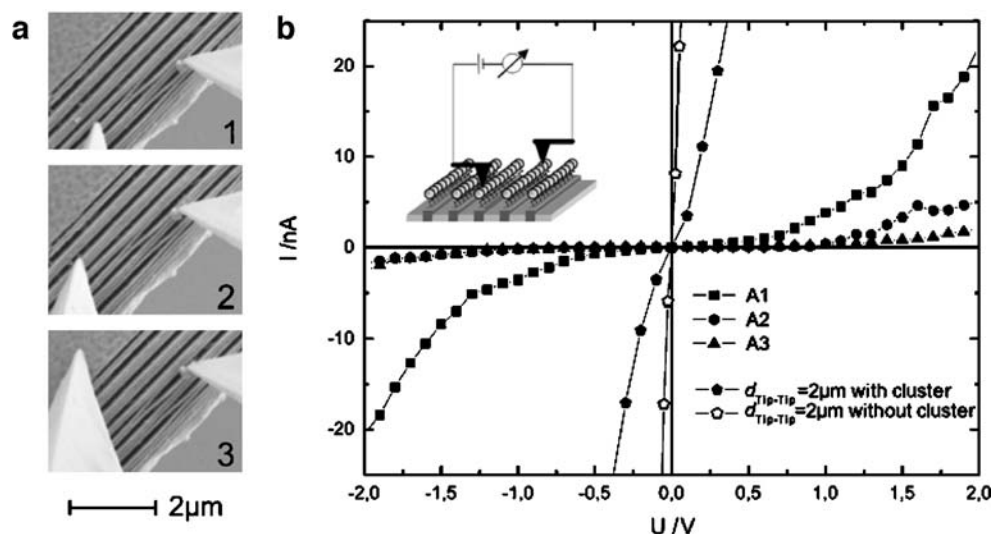 a
1
2
3
2μm
b
I /nA
20
10
0
-10
-20
A1
A2
A3
d Tip-Tip =2μm with cluster
d Tip-Tip =2μm without cluster
-2,0 -1,5 -1,0 -0,5 0,0 0,5 1,0 1,5 2,0
U /V